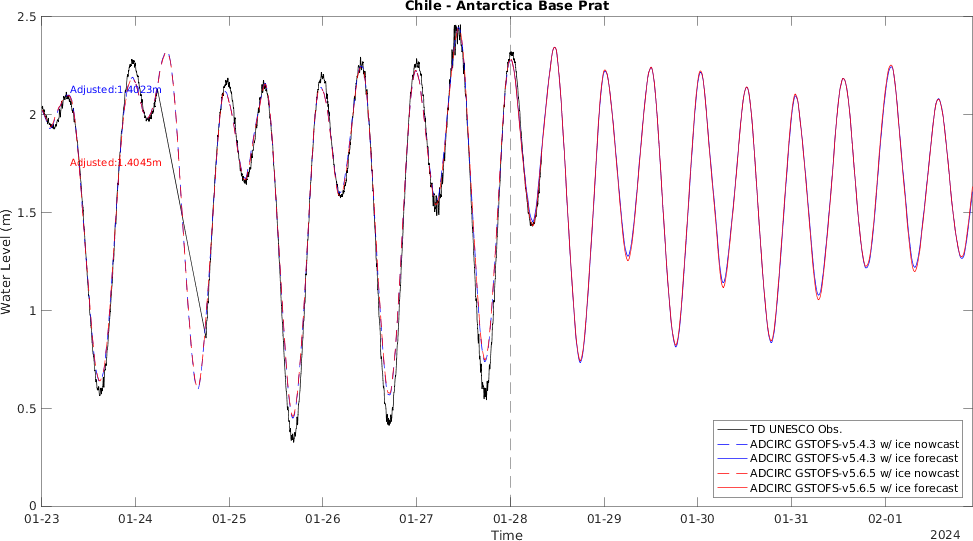 Chile - Antarctica Base Prat
2.5
2
1.5
1
0.5
0
Water Level (m)
Adjusted:1.4023m
Adjusted:1.4045m
TD UNESCO Obs.
ADCIRC GSTOFS-v5.4.3 w/ ice nowcast
ADCIRC GSTOFS-v5.4.3 w/ ice forecast
ADCIRC GSTOFS-v5.6.5 w/ ice nowcast
ADCIRC GSTOFS-v5.6.5 w/ ice forecast
01-23 01-24 01-25 01-26 01-27 01-28 01-29 01-30 01-31 02-01
Time
2024